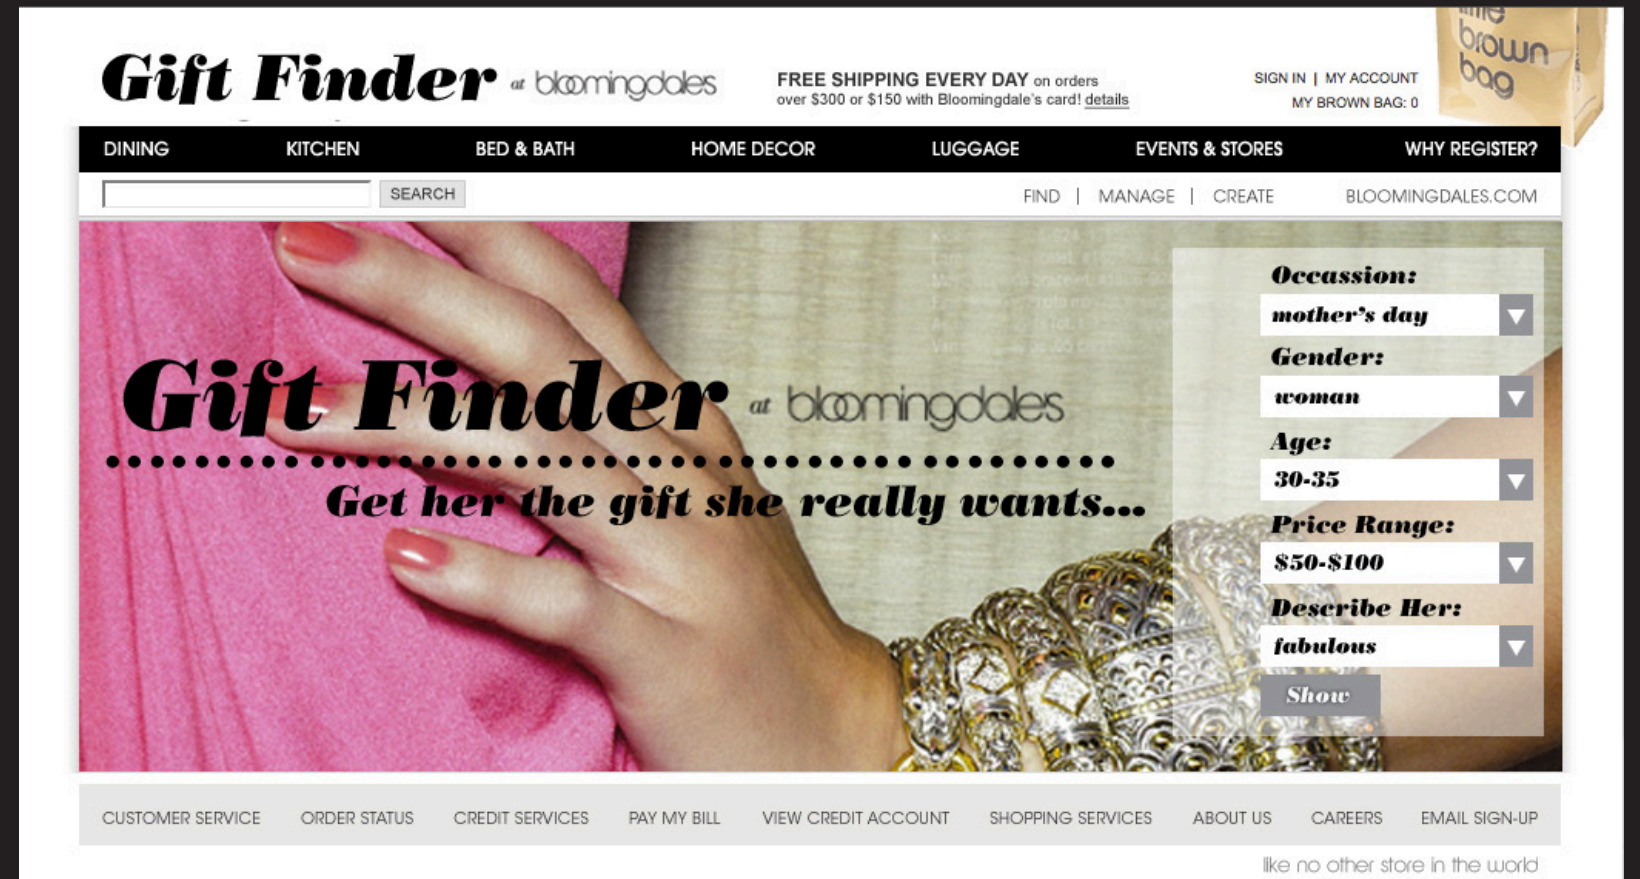 little
brown
bag
Gift Finder at bloomingdales
FREE SHIPPING EVERY DAY on orders
over $300 or $150 with Bloomingdale's card! details
SIGN IN | MY ACCOUNT
MY BROWN BAG: 0
DINING KITCHEN BED & BATH HOME DECOR LUGGAGE EVENTS & STORES WHY REGISTER?
SEARCH
FIND | MANAGE | CREATE BLOOMINGDALES.COM
Gift Finder at bloomingdales
Get her the gift she really wants...
Occassion:
mother's day
Gender:
woman
Age:
30-35
Price Range:
$50-$100
Describe Her:
fabulous
Show
CUSTOMER SERVICE ORDER STATUS CREDIT SERVICES PAY MY BILL VIEW CREDIT ACCOUNT SHOPPING SERVICES ABOUT US CAREERS EMAIL SIGN-UP
like no other store in the world